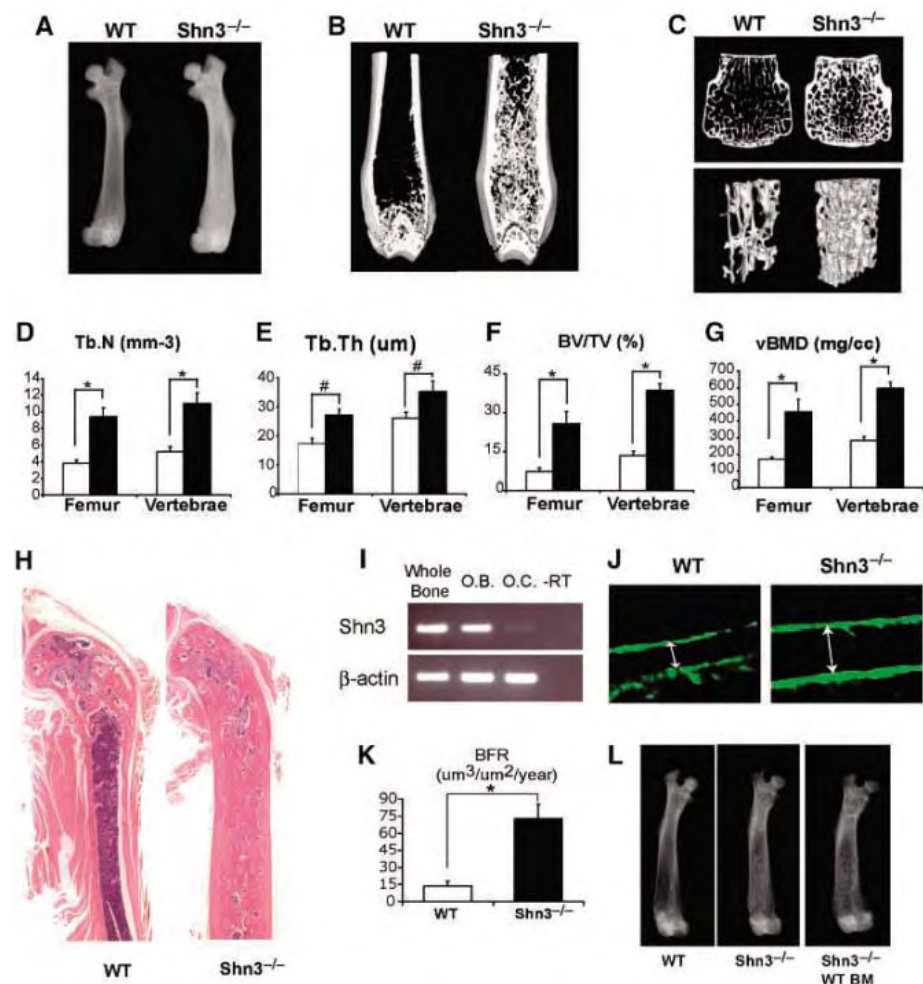 A WT Shn3−/−
B WT Shn3−/−
C WT Shn3−/−
D Tb.N (mm-3)
14
12
10
8
6
4
2
0
* *
Femur Vertebrae
E Tb.Th (um)
40
30
20
10
0
# #
Femur Vertebrae
F BV/TV (%)
45
30
15
0
* *
Femur Vertebrae
G vBMD (mg/cc)
700
600
500
400
300
200
100
0
* *
Femur Vertebrae
H
WT Shn3−/−
I
Whole Bone O.B. O.C. -RT
Shn3
β-actin
J WT Shn3−/−
K BFR
(um3/um2/year)
*
90
75
60
45
30
15
0
WT Shn3−/−
L
WT Shn3−/− Shn3−/−
WT BM